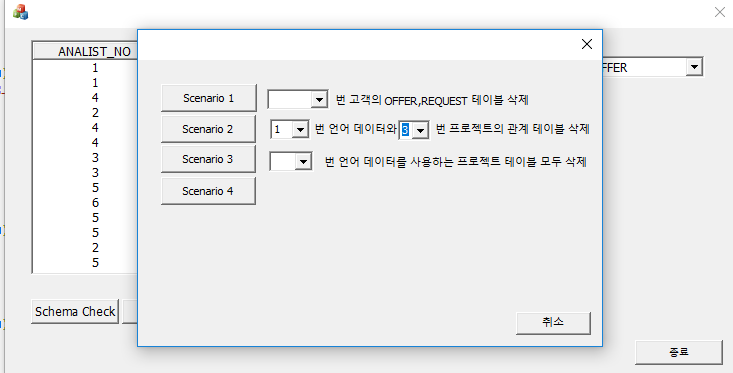 ANALIST_NO
1
1
4
2
4
4
3
3
5
6
5
5
2
5
FFER
Scenario 1 번 고객의 OFFER,REQUEST 테이블 삭제
Scenario 2 1 번 언어 데이터와 3 번 프로젝트의 관계 테이블 삭제
Scenario 3 번 언어 데이터를 사용하는 프로젝트 테이블 모두 삭제
Scenario 4
취소
Schema Check
종료